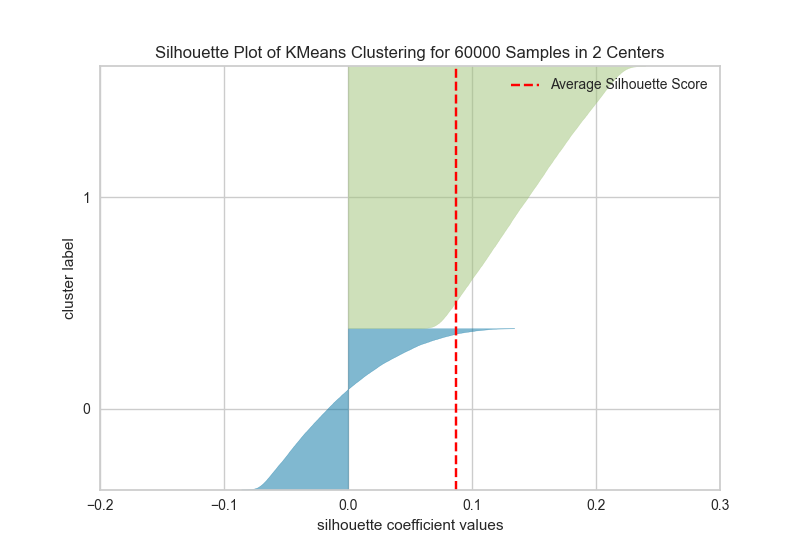 Silhouette Plot of KMeans Clustering for 60000 Samples in 2 Centers
Average Silhouette Score
1
0
cluster label
−0.2 −0.1 0.0 0.1 0.2 0.3
silhouette coefficient values